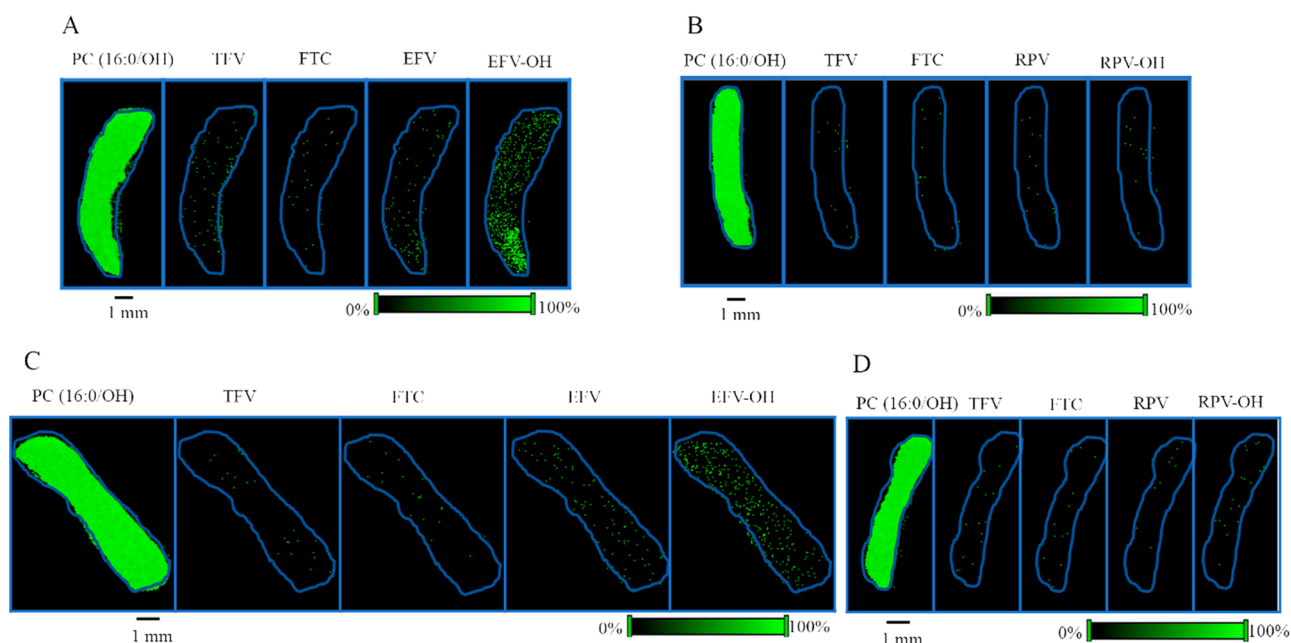 A
PC (16:0/OH) TFV FTC EFV EFV-OH
0% 100%
1 mm
B
PC (16:0/OH) TFV FTC RPV RPV-OH
0% 100%
1 mm
C
PC (16:0/OH) TFV FTC EFV EFV-OH
0% 100%
1 mm
D
PC (16:0/OH) TFV FTC RPV RPV-OH
0% 100%
1 mm